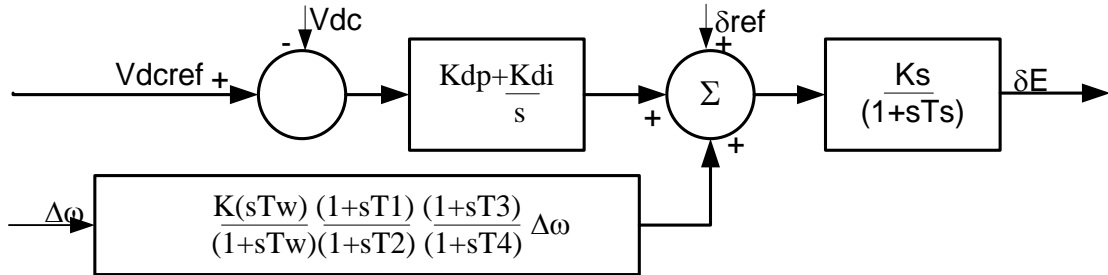 Vdc
-
δref
+
Vdcref +
Kdp+Kdi
s
+
Σ
+
Ks
(1+sTs)
δE
Δω
K(sTw) (1+sT1) (1+sT3)
(1+sTw)(1+sT2) (1+sT4)
Δω